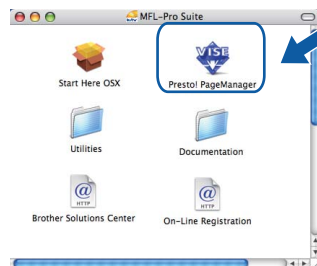 MFL-Pro Suite
VISE
Start Here OSX
Presto! PageManager
Utilities
Documentation
@
HTTP
@
HTTP
Brother Solutions Center
On-Line Registration